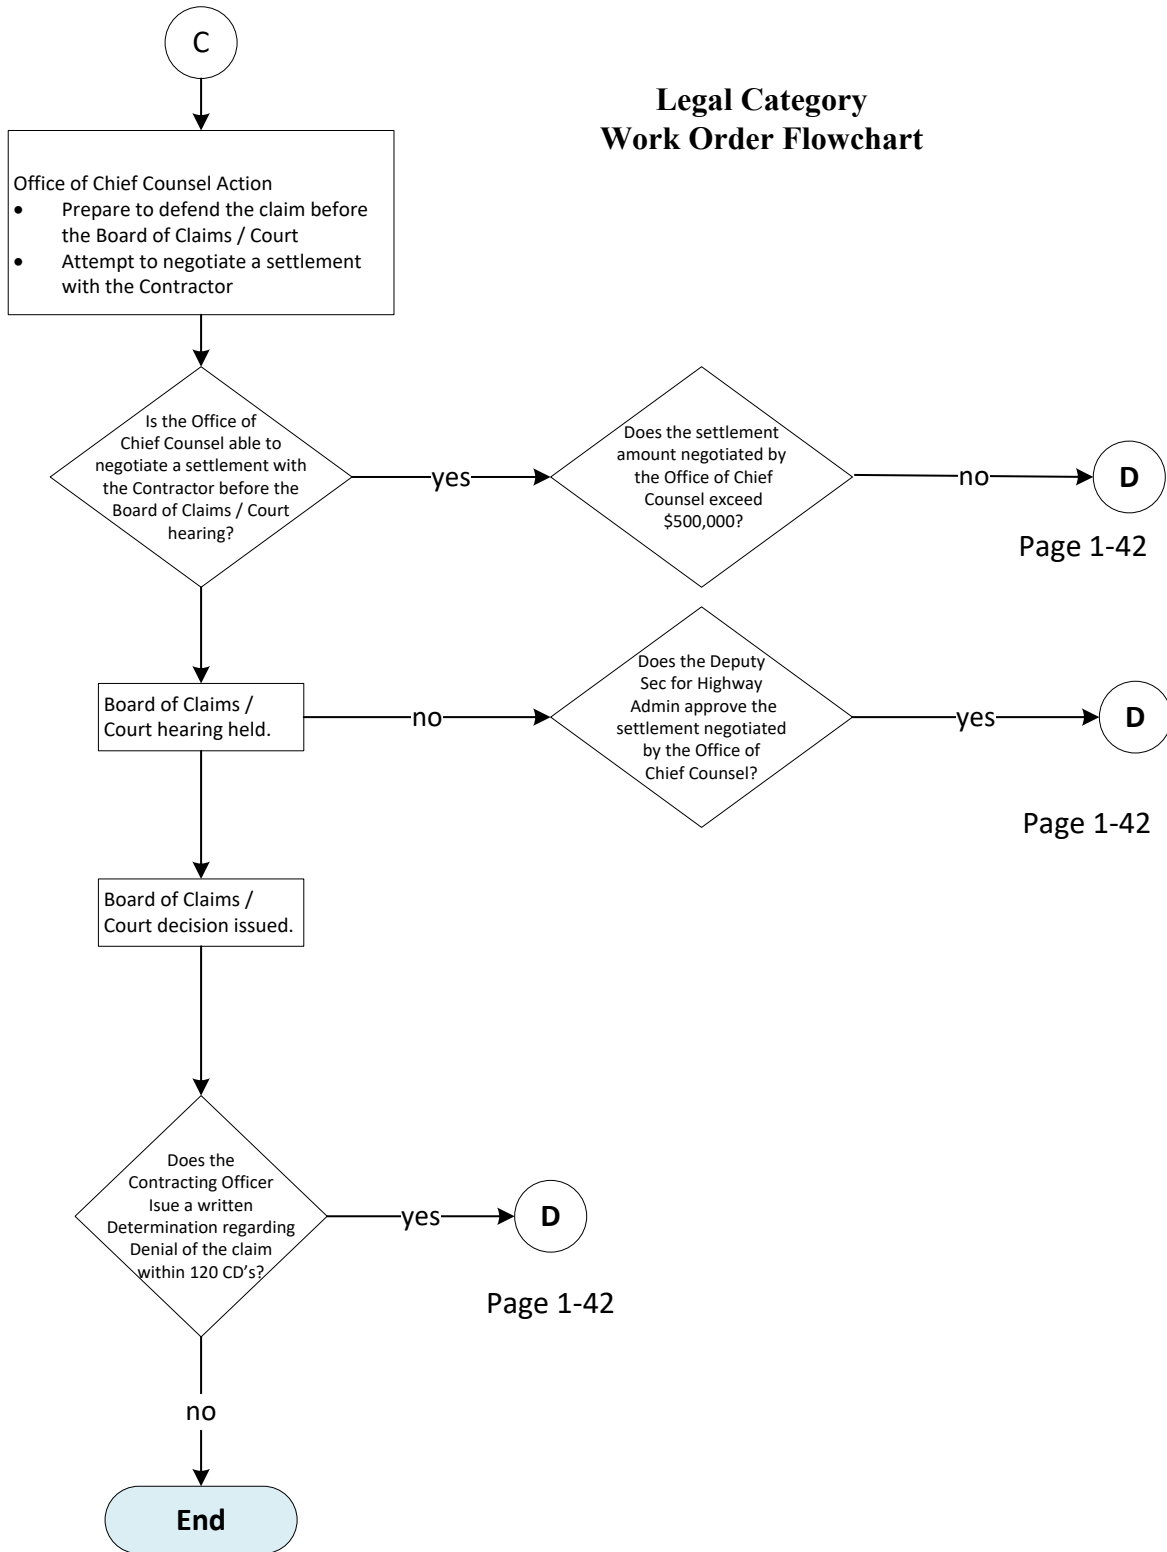 C
Legal Category
Work Order Flowchart
Office of Chief Counsel Action
• Prepare to defend the claim before
the Board of Claims / Court
• Attempt to negotiate a settlement
with the Contractor
Is the Office of
Chief Counsel able to
negotiate a settlement with
the Contractor before the
Board of Claims / Court
hearing?
yes
Does the settlement
amount negotiated by
the Office of Chief
Counsel exceed
$500,000?
no
D
Page 1-42
Board of Claims /
Court hearing held.
no
Does the Deputy
Sec for Highway
Admin approve the
settlement negotiated
by the Office of
Chief Counsel?
yes
D
Page 1-42
Board of Claims /
Court decision issued.
Does the
Contracting Officer
Isue a written
Determination regarding
Denial of the claim
within 120 CD's?
yes
D
Page 1-42
no
End